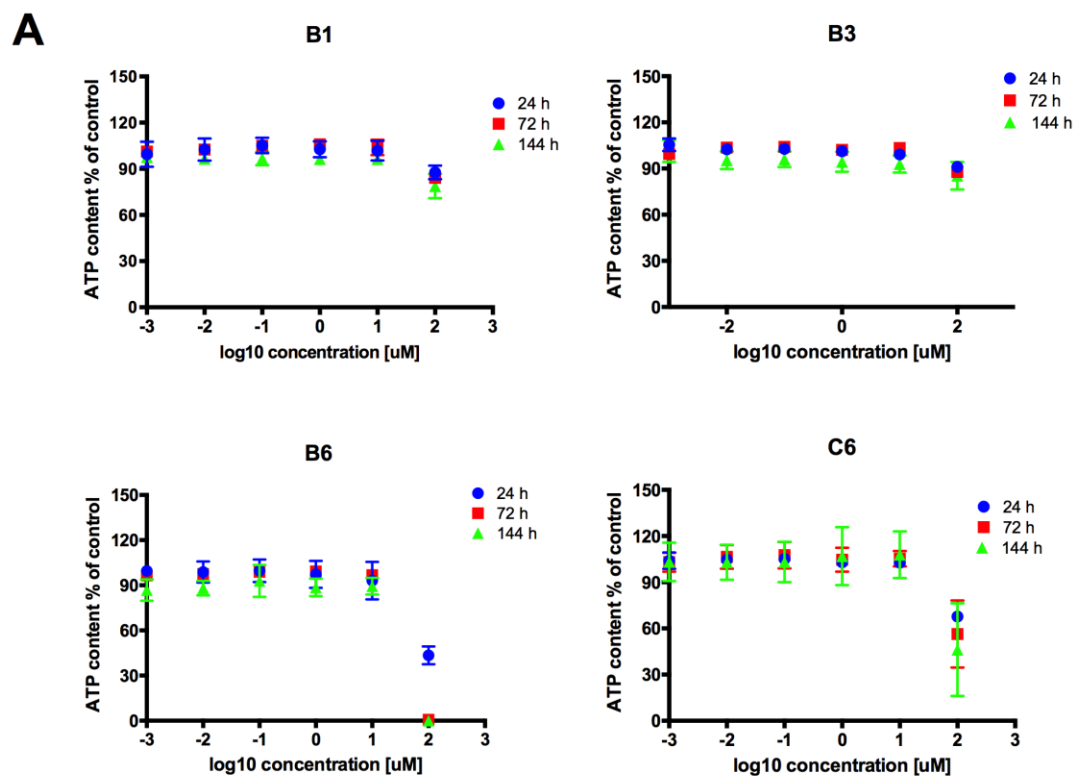 A
B1
150
120
90
60
30
0
ATP content % of control
-3 -2 -1 0 1 2 3
log10 concentration [uM]
24 h
72 h
144 h
B3
150
120
90
60
30
0
ATP content % of control
-2 0 2
log10 concentration [uM]
24 h
72 h
144 h
B6
150
120
90
60
30
0
ATP content % of control
-3 -2 -1 0 1 2 3
log10 concentration [uM]
24 h
72 h
144 h
C6
150
120
90
60
30
0
ATP content % of control
-3 -2 -1 0 1 2 3
log10 concentration [uM]
24 h
72 h
144 h